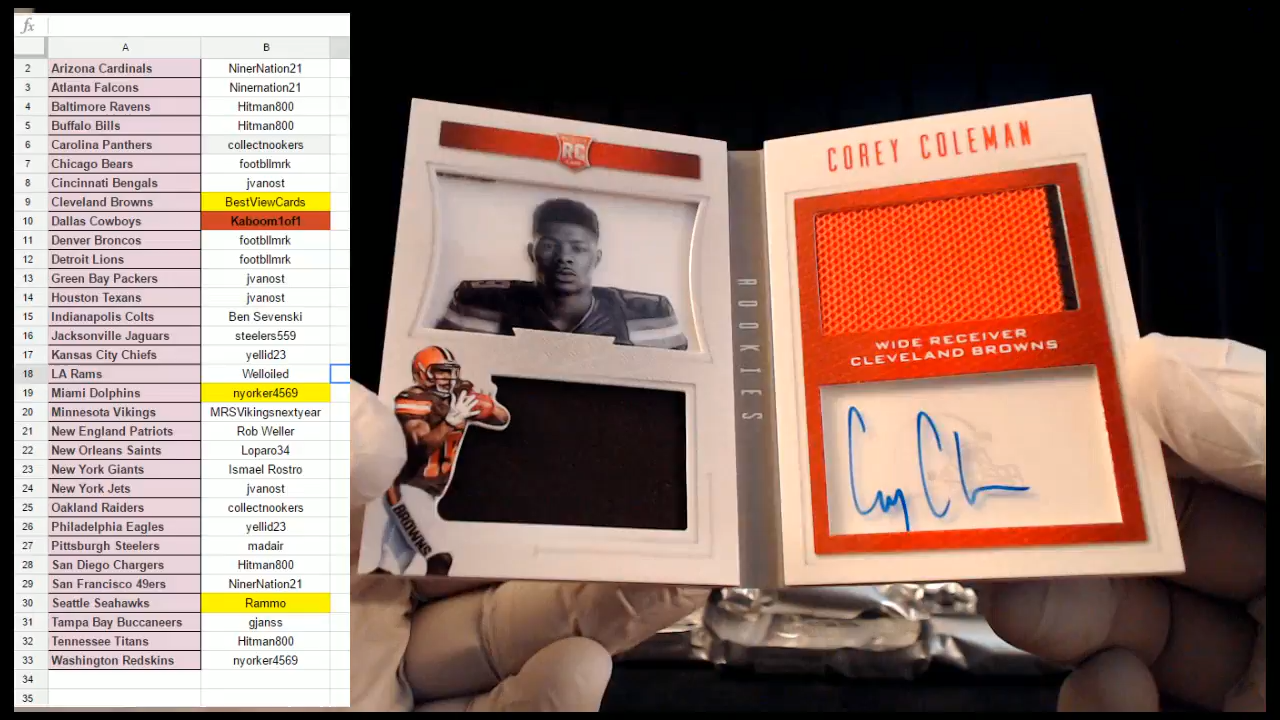 fx
A B
2 Arizona Cardinals NinerNation21
3 Atlanta Falcons Ninernation21
4 Baltimore Ravens Hitman800
5 Buffalo Bills Hitman800
6 Carolina Panthers collectnookers
7 Chicago Bears footbllmrk
8 Cincinnati Bengals jvanost
9 Cleveland Browns BestViewCards
10 Dallas Cowboys Kaboom1of1
11 Denver Broncos footbllmrk
12 Detroit Lions footbllmrk
13 Green Bay Packers jvanost
14 Houston Texans jvanost
15 Indianapolis Colts Ben Sevenski
16 Jacksonville Jaguars steelers559
17 Kansas City Chiefs yellid23
18 LA Rams Welloiled
19 Miami Dolphins nyorker4569
20 Minnesota Vikings MRSVikingsnextyear
21 New England Patriots Rob Weller
22 New Orleans Saints Loparo34
23 New York Giants Ismael Rostro
24 New York Jets jvanost
25 Oakland Raiders collectnookers
26 Philadelphia Eagles yellid23
27 Pittsburgh Steelers madair
28 San Diego Chargers Hitman800
29 San Francisco 49ers NinerNation21
30 Seattle Seahawks Rammo
31 Tampa Bay Buccaneers gjanss
32 Tennessee Titans Hitman800
33 Washington Redskins nyorker4569
34
35
RC
BROWNS
ROOKIES
COREY COLEMAN
WIDE RECEIVER
CLEVELAND BROWNS